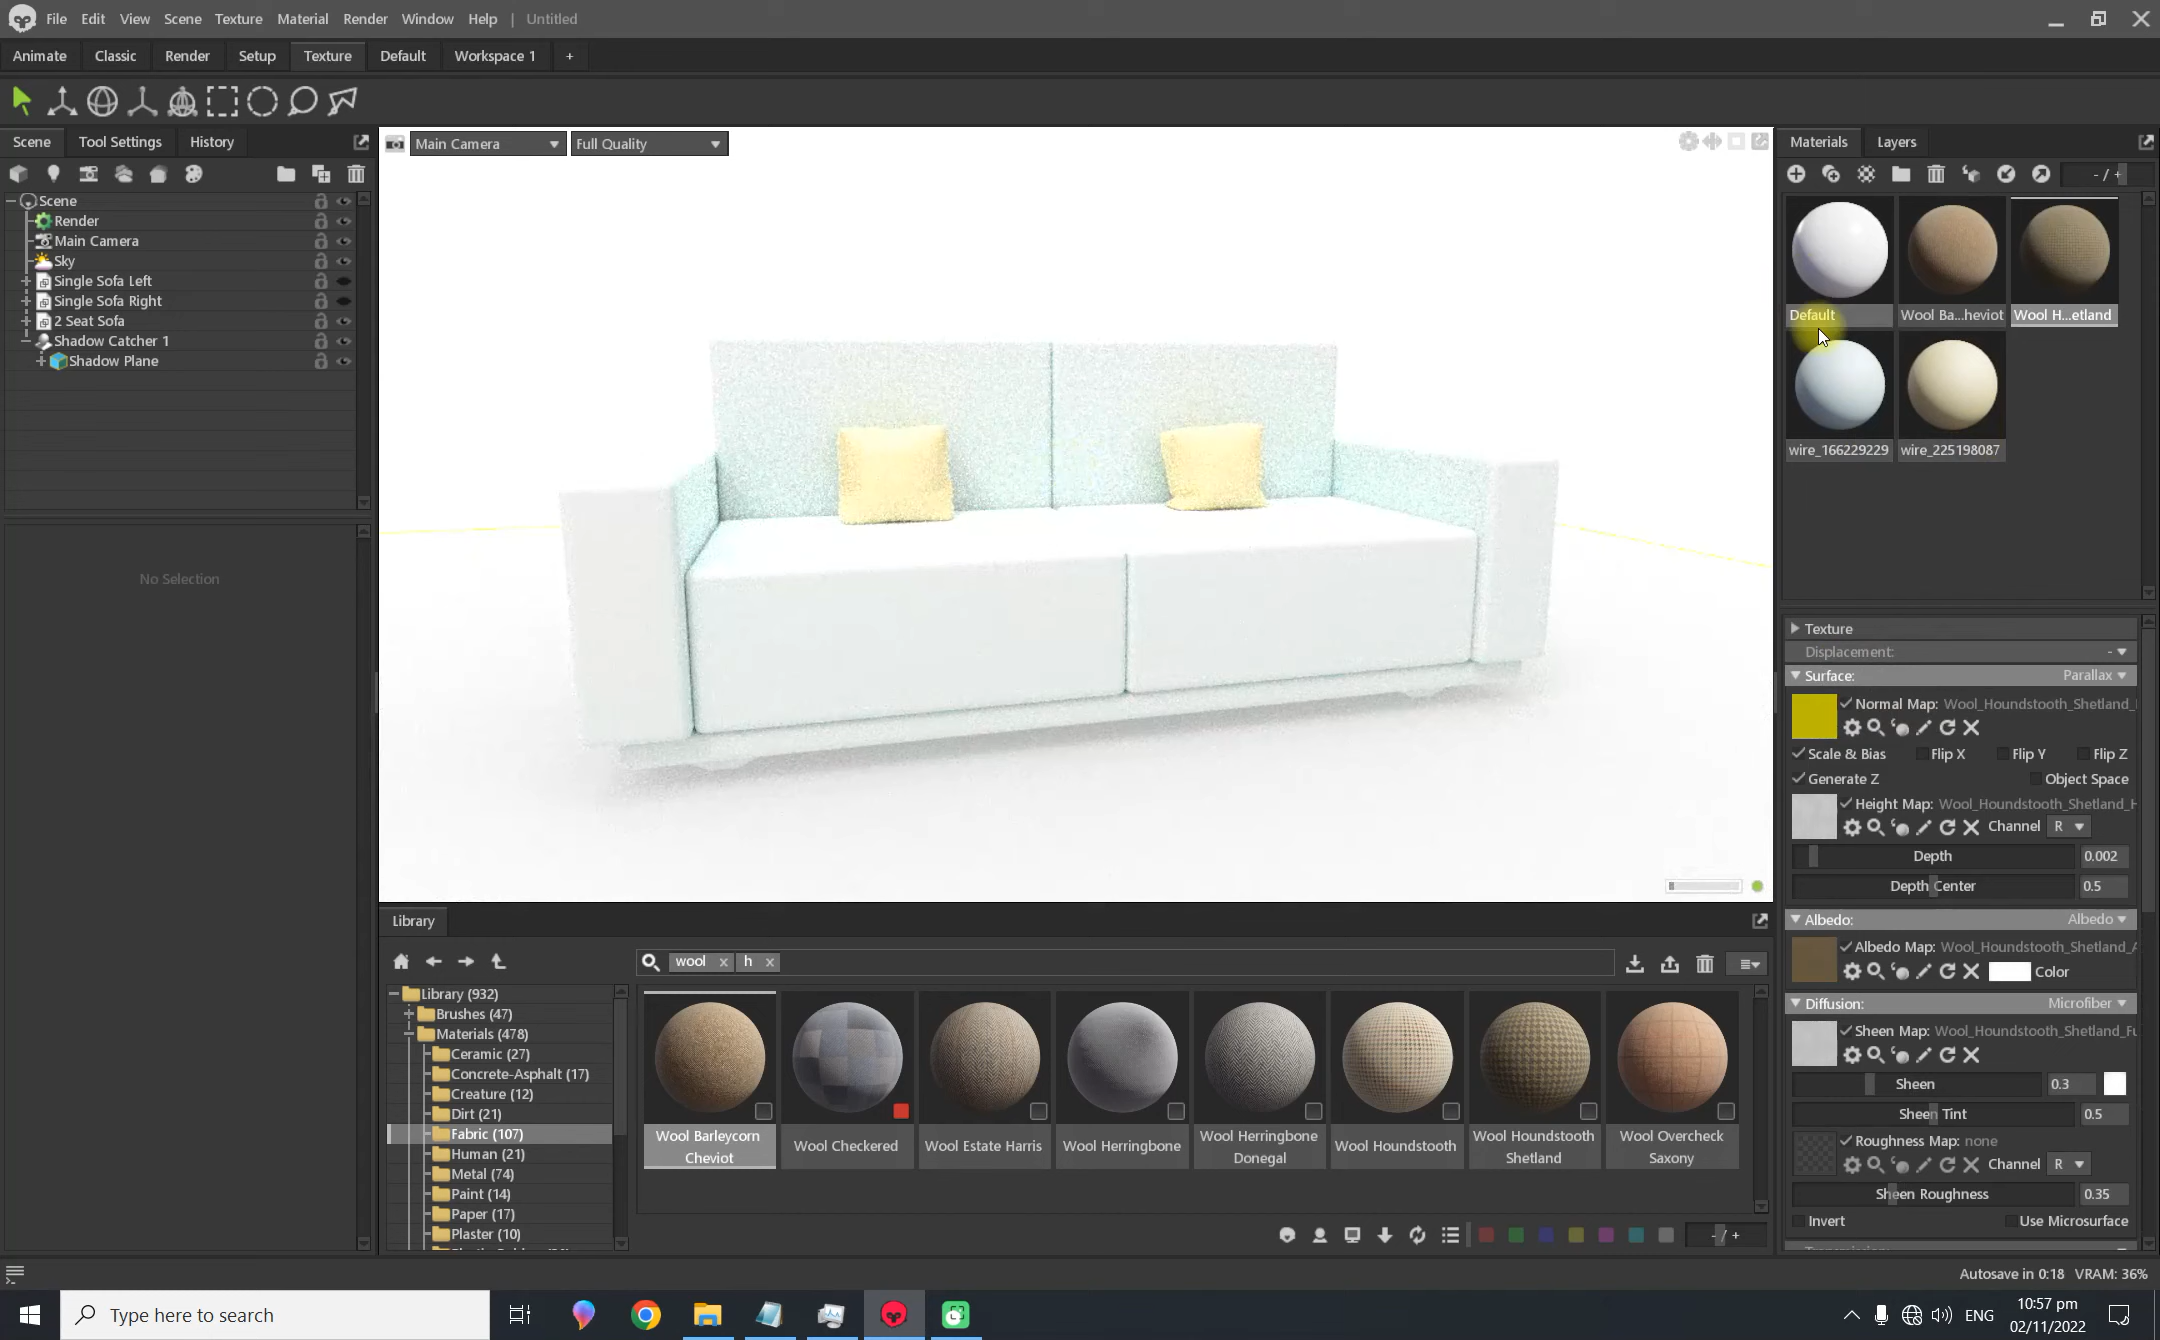 File Edit View Scene Texture Material Render Window Help | Untitled
Animate Classic Render Setup Texture Default Workspace 1 +
Scene Tool Settings History
Main Camera Full Quality
Materials Layers
- / +
Scene
Render
Main Camera
Sky
Single Sofa Left
Single Sofa Right
2 Seat Sofa
Shadow Catcher 1
Shadow Plane
No Selection
Default Wool Ba...heviot Wool H...etland
wire_166229229 wire_225198087
Texture
Displacement: -
Surface: Parallax
Normal Map: Wool_Houndstooth_Shetland_
Scale & Bias Flip X Flip Y Flip Z
Generate Z Object Space
Height Map: Wool_Houndstooth_Shetland_H
Channel R
Depth 0.002
Depth Center 0.5
Albedo: Albedo
Albedo Map: Wool_Houndstooth_Shetland_A
Color
Diffusion: Microfiber
Sheen Map: Wool_Houndstooth_Shetland_Fu
Sheen 0.3
Sheen Tint 0.5
Roughness Map: none
Channel R
Sheen Roughness 0.35
Invert Use Microsurface
Library
wool x h x
Library (932)
Brushes (47)
Materials (478)
Ceramic (27)
Concrete-Asphalt (17)
Creature (12)
Dirt (21)
Fabric (107)
Human (21)
Metal (74)
Paint (14)
Paper (17)
Plaster (10)
Wool Barleycorn Cheviot
Wool Checkered
Wool Estate Harris
Wool Herringbone
Wool Herringbone Donegal
Wool Houndstooth
Wool Houndstooth Shetland
Wool Overcheck Saxony
- / +
Autosave in 0:18 VRAM: 36%
Type here to search
ENG
10:57 pm
02/11/2022